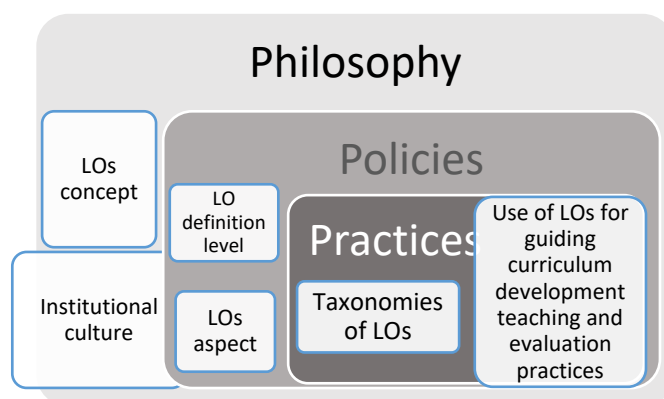 Philosophy
LOs
concept
Institutional
culture
Policies
LO
definition
level
LOs
aspect
Practices
Taxonomies
of LOs
Use of LOs for
guiding
curriculum
development
teaching and
evaluation
practices